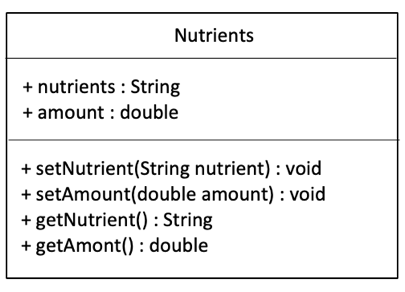 Nutrients
+ nutrients : String
+ amount : double
+ setNutrient(String nutrient) : void
+ setAmount(double amount) : void
+ getNutrient() : String
+ getAmont() : double